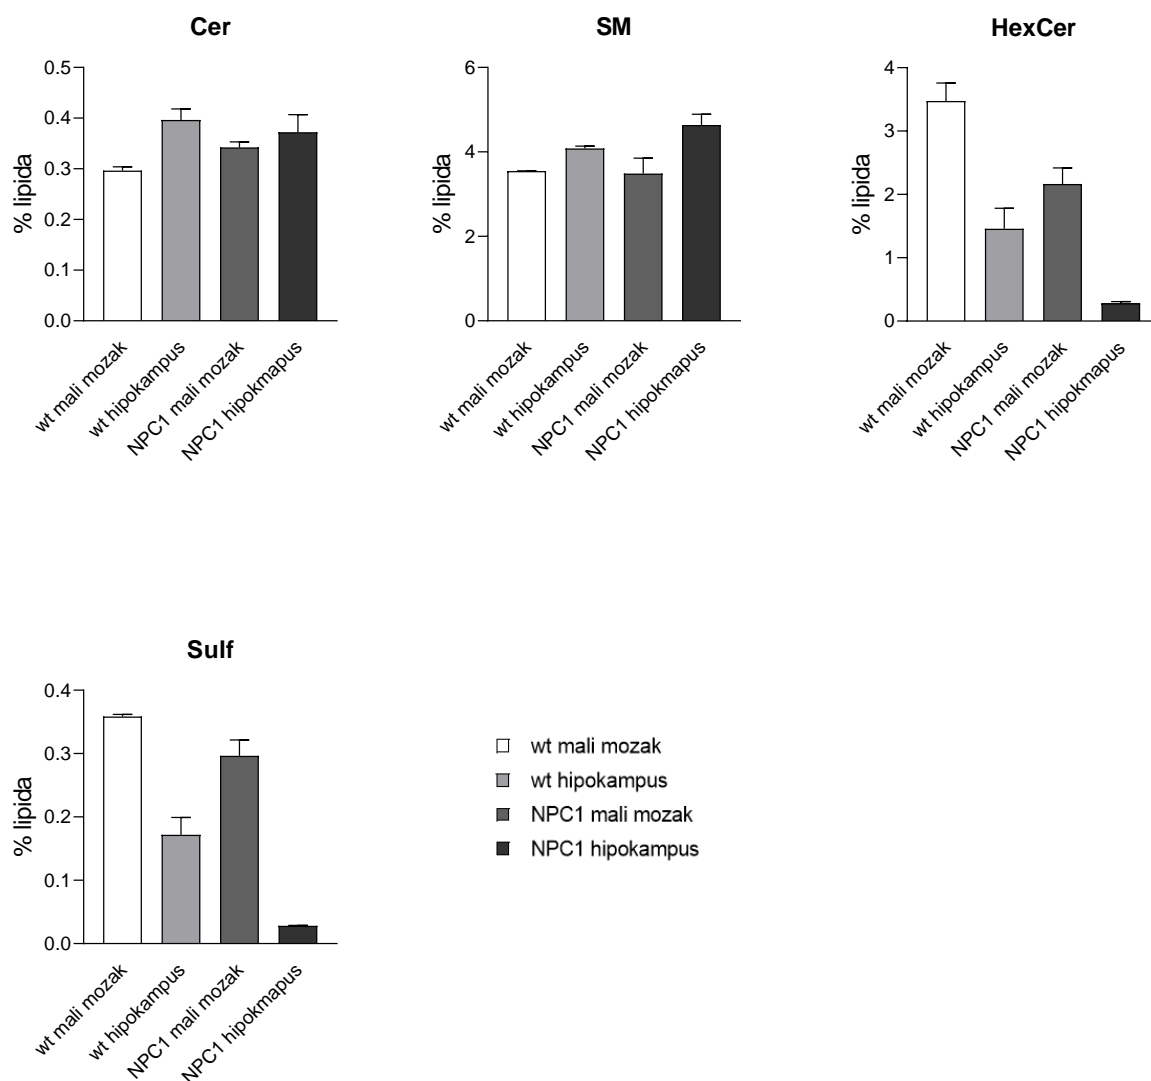 Cer
% lipida
0.5
0.4
0.3
0.2
0.1
0.0
wt mali mozak
wt hipokampus
NPC1 mali mozak
NPC1 hipokmapus
SM
% lipida
6
4
2
0
wt mali mozak
wt hipokampus
NPC1 mali mozak
NPC1 hipokmapus
HexCer
% lipida
4
3
2
1
0
wt mali mozak
wt hipokampus
NPC1 mali mozak
NPC1 hipokmapus
Sulf
% lipida
0.4
0.3
0.2
0.1
0.0
wt mali mozak
wt hipokampus
NPC1 mali mozak
NPC1 hipokmapus
wt mali mozak
wt hipokampus
NPC1 mali mozak
NPC1 hipokampus